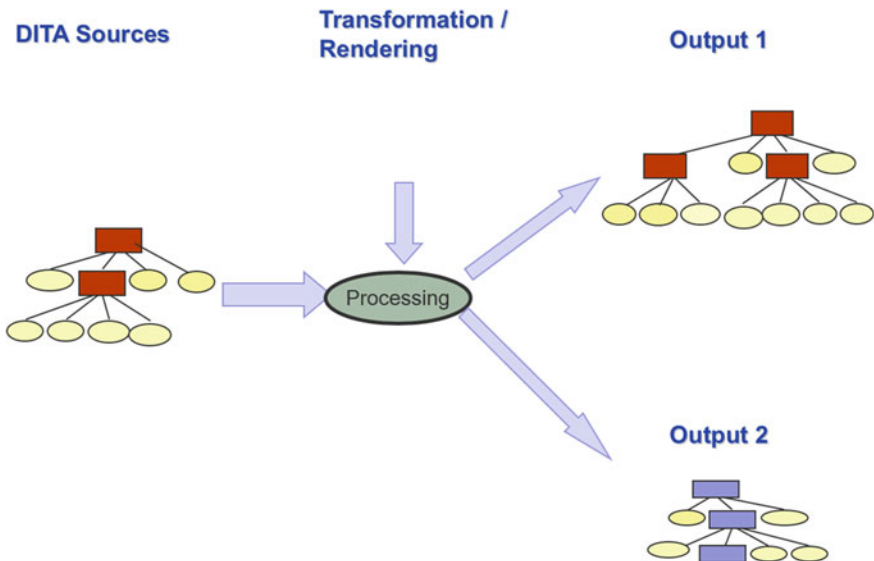 DITA Sources
Transformation /
Rendering
Output 1
Processing
Output 2